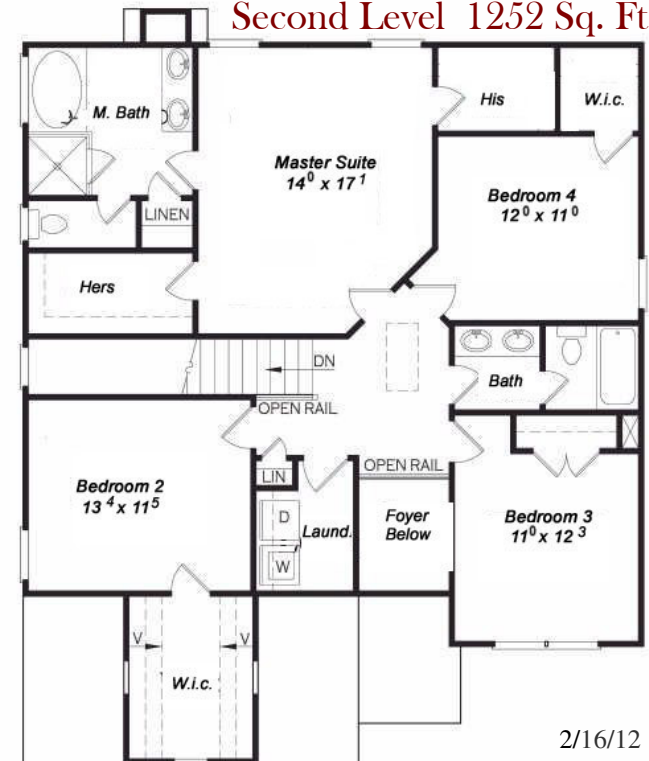 Second Level 1252 Sq. Ft
His
W.i.c.
M. Bath
Master Suite
14⁰ x 17¹
Bedroom 4
12⁰ x 11⁰
LINEN
Hers
DN
Bath
OPEN RAIL
OPEN RAIL
LIN
Bedroom 2
13⁴ x 11⁵
D
Laund.
W
Foyer
Below
Bedroom 3
11⁰ x 12³
V
V
W.i.c.
2/16/12